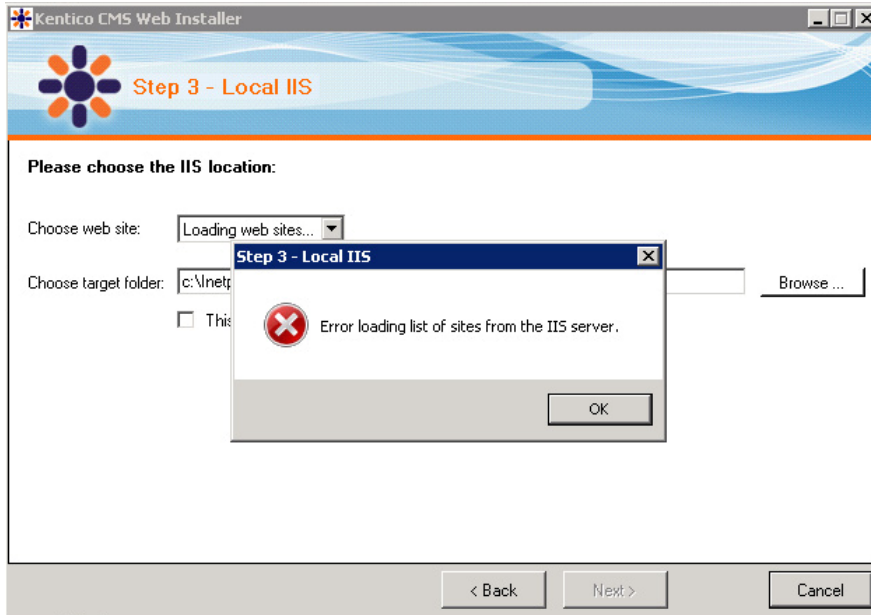 Kentico CMS Web Installer
Step 3 - Local IIS
Please choose the IIS location:
Choose web site:
Loading web sites...
Step 3 - Local IIS
Choose target folder:
c:\Inetp
Browse ...
This
Error loading list of sites from the IIS server.
OK
< Back
Next >
Cancel